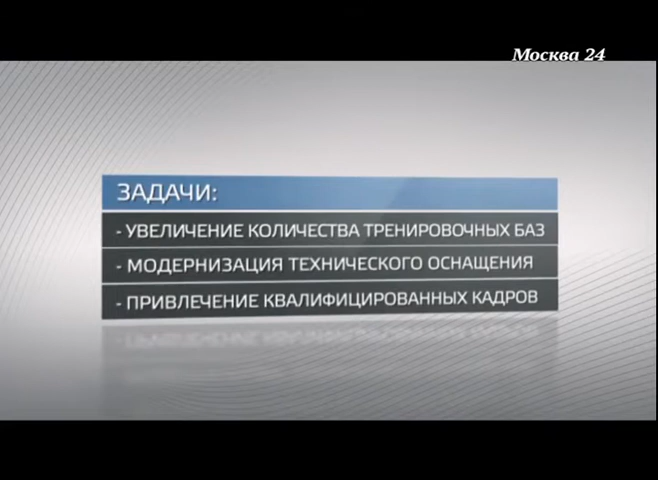 Москва 24
ЗАДАЧИ:
- УВЕЛИЧЕНИЕ КОЛИЧЕСТВА ТРЕНИРОВОЧНЫХ БАЗ
- МОДЕРНИЗАЦИЯ ТЕХНИЧЕСКОГО ОСНАЩЕНИЯ
- ПРИВЛЕЧЕНИЕ КВАЛИФИЦИРОВАННЫХ КАДРОВ